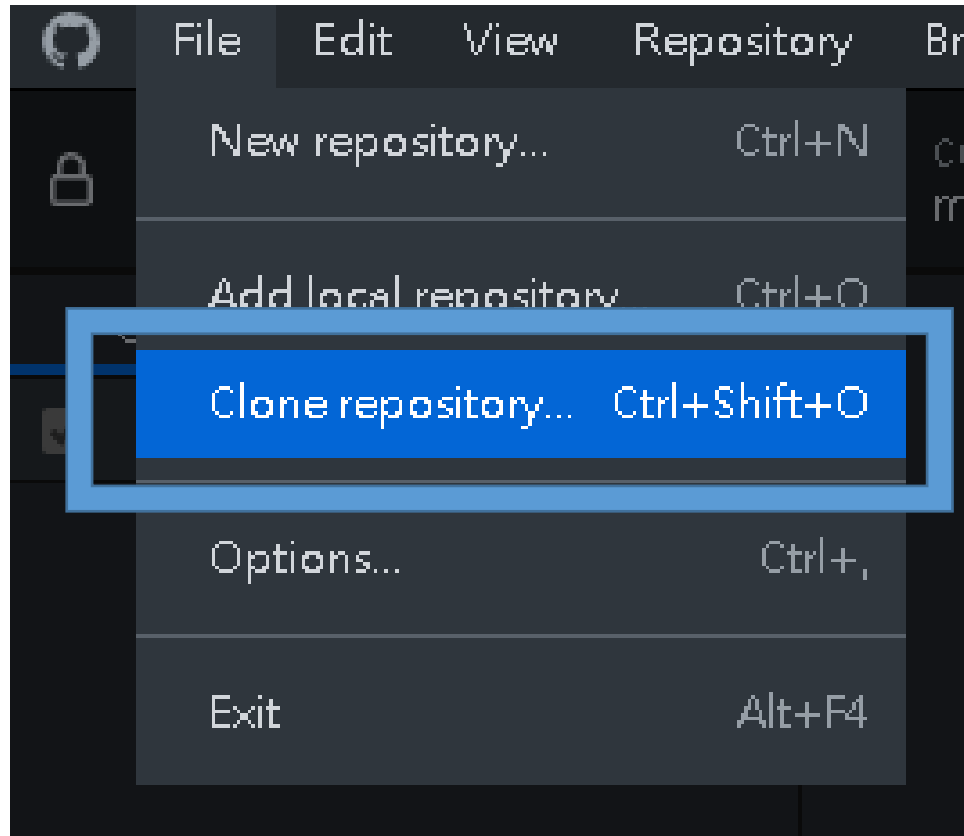 File Edit View Repository Br
New repository... Ctrl+N
Add local repository Ctrl+O
Clone repository... Ctrl+Shift+O
Options... Ctrl+,
Exit Alt+F4